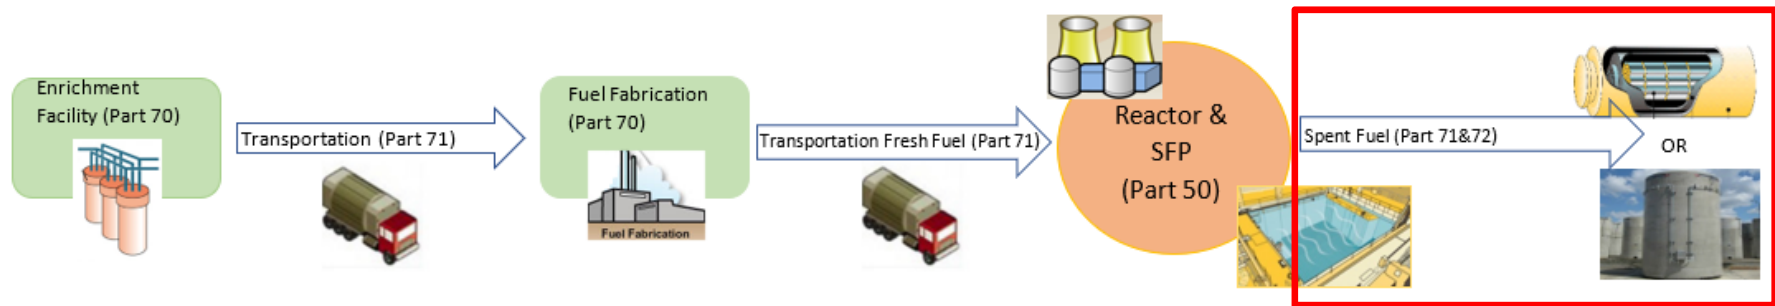 Enrichment
Facility (Part 70)
Transportation (Part 71)
Fuel Fabrication
(Part 70)
Fuel Fabrication
Transportation Fresh Fuel (Part 71)
Reactor &
SFP
(Part 50)
Spent Fuel (Part 71&72)
OR